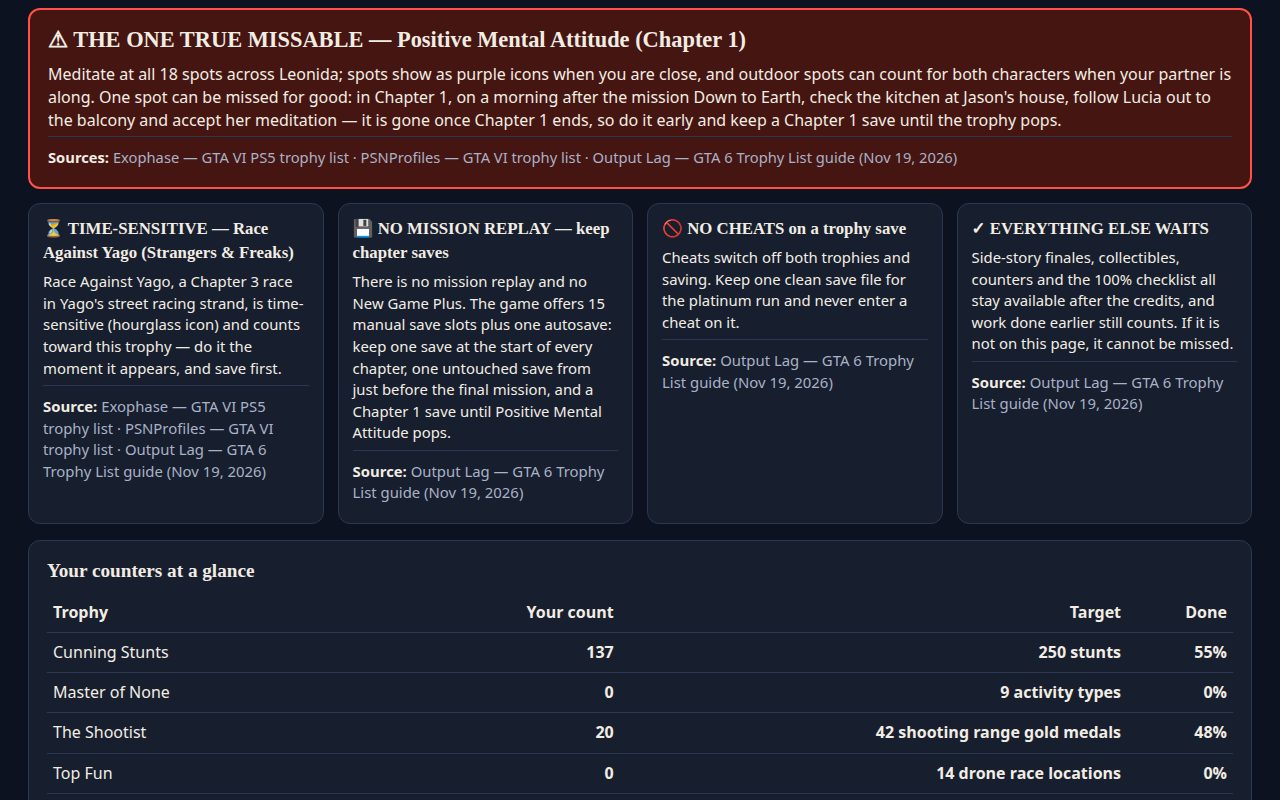 ⚠ THE ONE TRUE MISSABLE — Positive Mental Attitude (Chapter 1)
Meditate at all 18 spots across Leonida; spots show as purple icons when you are close, and outdoor spots can count for both characters when your partner is
along. One spot can be missed for good: in Chapter 1, on a morning after the mission Down to Earth, check the kitchen at Jason's house, follow Lucia out to
the balcony and accept her meditation — it is gone once Chapter 1 ends, so do it early and keep a Chapter 1 save until the trophy pops.
Sources: Exophase — GTA VI PS5 trophy list · PSNProfiles — GTA VI trophy list · Output Lag — GTA 6 Trophy List guide (Nov 19, 2026)
⏳ TIME-SENSITIVE — Race
Against Yago (Strangers & Freaks)
Race Against Yago, a Chapter 3 race
in Yago's street racing strand, is time-
sensitive (hourglass icon) and counts
toward this trophy — do it the
moment it appears, and save first.
Source: Exophase — GTA VI PS5
trophy list · PSNProfiles — GTA VI
trophy list · Output Lag — GTA 6
Trophy List guide (Nov 19, 2026)
💾 NO MISSION REPLAY — keep
chapter saves
There is no mission replay and no
New Game Plus. The game offers 15
manual save slots plus one autosave:
keep one save at the start of every
chapter, one untouched save from
just before the final mission, and a
Chapter 1 save until Positive Mental
Attitude pops.
Source: Output Lag — GTA 6 Trophy
List guide (Nov 19, 2026)
🚫 NO CHEATS on a trophy save
Cheats switch off both trophies and
saving. Keep one clean save file for
the platinum run and never enter a
cheat on it.
Source: Output Lag — GTA 6 Trophy
List guide (Nov 19, 2026)
✓ EVERYTHING ELSE WAITS
Side-story finales, collectibles,
counters and the 100% checklist all
stay available after the credits, and
work done earlier still counts. If it is
not on this page, it cannot be missed.
Source: Output Lag — GTA 6 Trophy
List guide (Nov 19, 2026)
Your counters at a glance
Trophy Your count Target Done
Cunning Stunts 137 250 stunts 55%
Master of None 0 9 activity types 0%
The Shootist 20 42 shooting range gold medals 48%
Top Fun 0 14 drone race locations 0%